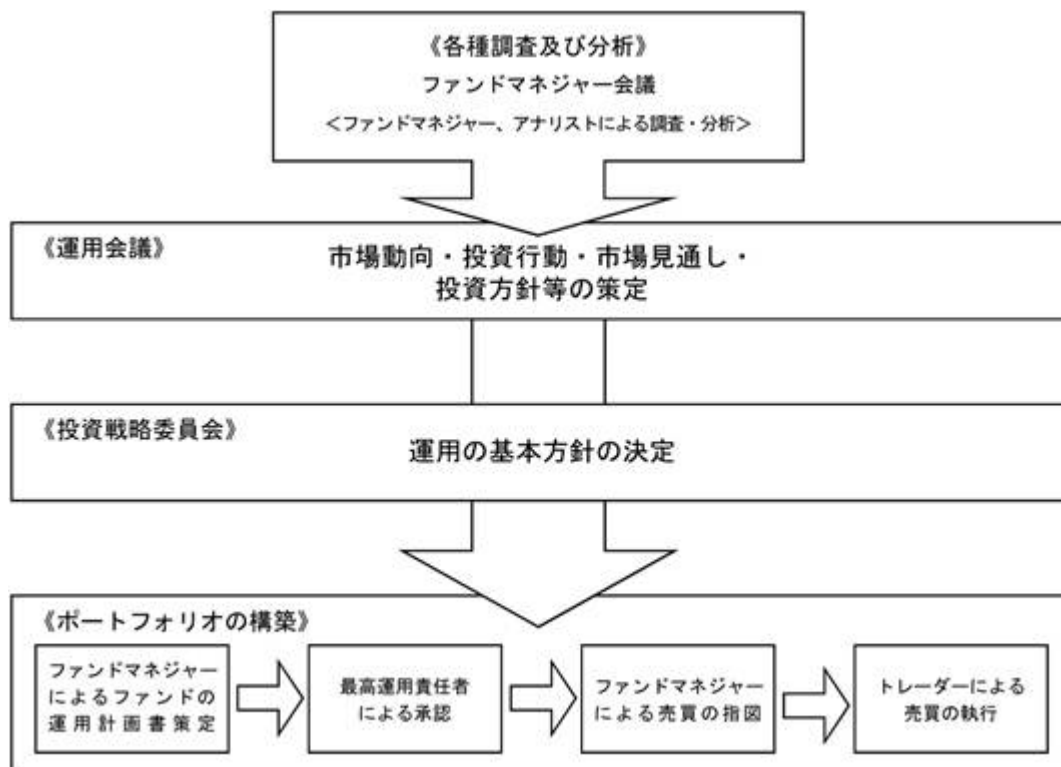 《各種調査及び分析》
ファンドマネジャー会議
＜ファンドマネジャー、アナリストによる調査・分析＞
《運用会議》
市場動向・投資行動・市場見通し・
投資方針等の策定
《投資戦略委員会》
運用の基本方針の決定
《ポートフォリオの構築》
ファンドマネジャー
によるファンドの
運用計画書策定
最高運用責任者
による承認
ファンドマネジャー
による売買の指図
トレーダーによる
売買の執行